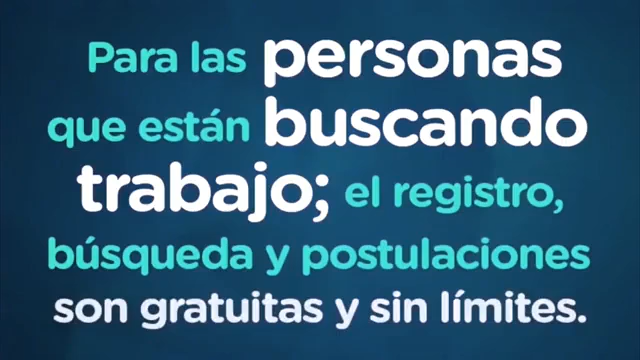 Para las personas
que están buscando
trabajo; el registro,
búsqueda y postulaciones
son gratuitas y sin límites.